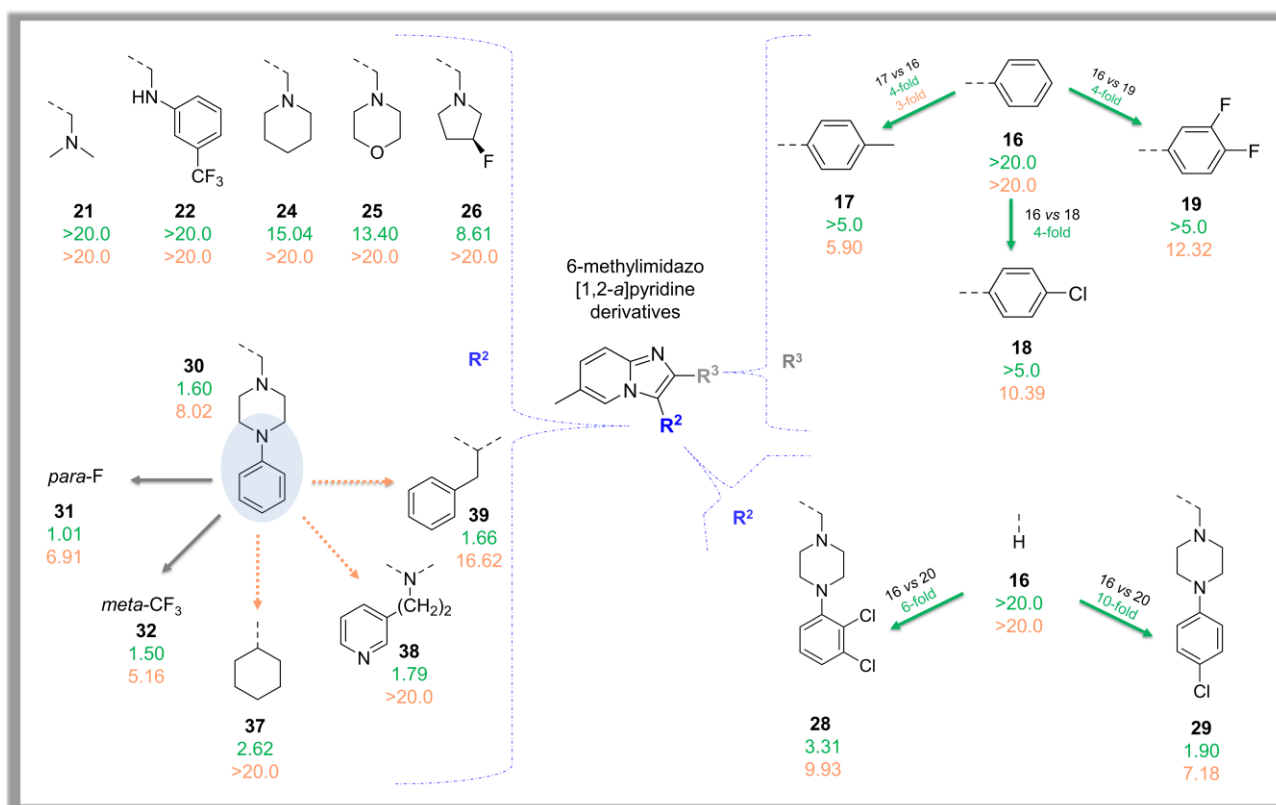 N
HN
CF3
N
N
O
N
F
21
>20.0
>20.0
22
>20.0
>20.0
24
15.04
>20.0
25
13.40
>20.0
26
8.61
>20.0
17 vs 16
4-fold
3-fold
16
>20.0
>20.0
16 vs 19
4-fold
F
F
17
>5.0
5.90
16 vs 18
4-fold
19
>5.0
12.32
Cl
18
>5.0
10.39
6-methylimidazo
[1,2-a]pyridine
derivatives
N
N
R3
R2
R2
R3
R2
30
1.60
8.02
N
N
para-F
31
1.01
6.91
meta-CF3
32
1.50
5.16
37
2.62
>20.0
N
(CH2)2
N
38
1.79
>20.0
39
1.66
16.62
N
N
Cl
Cl
28
3.31
9.93
16 vs 20
6-fold
H
16
>20.0
>20.0
16 vs 20
10-fold
N
N
Cl
29
1.90
7.18